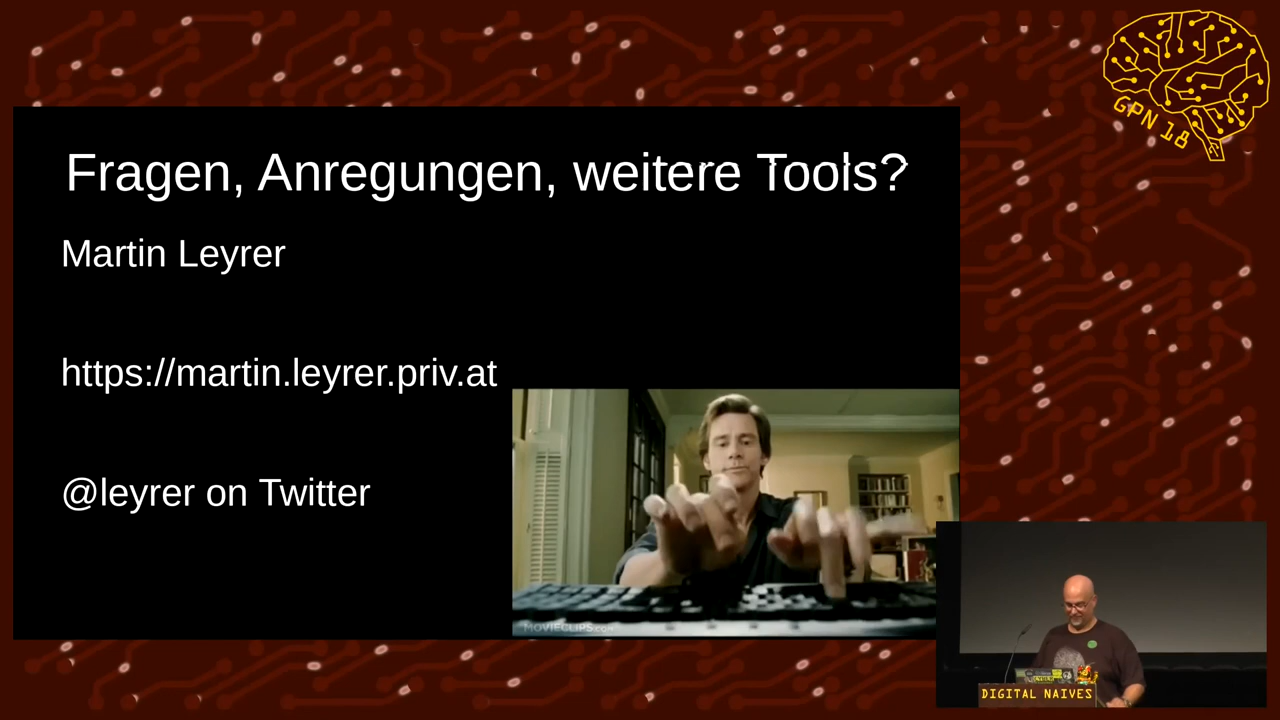 GPN 18
Fragen, Anregungen, weitere Tools?
Martin Leyrer
https://martin.leyrer.priv.at
@leyrer on Twitter
MOVIECLIPS.com
DIGITAL NAIVES